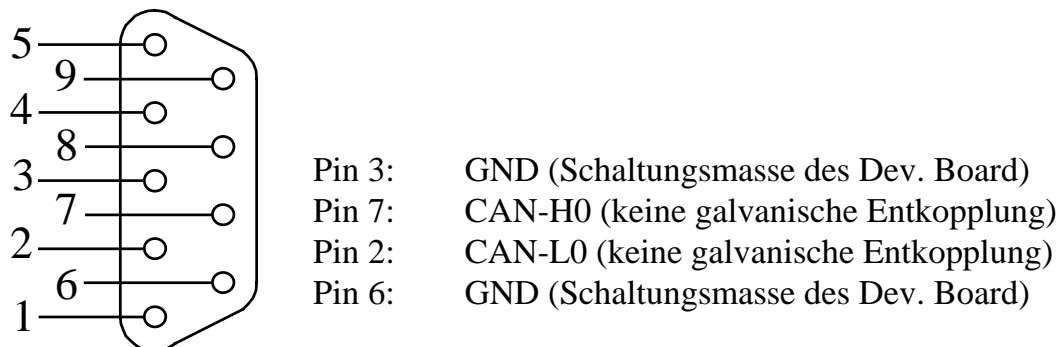 5
9
4
8
3
7
2
6
1
Pin 3: GND (Schaltungsmasse des Dev. Board)
Pin 7: CAN-H0 (keine galvanische Entkopplung)
Pin 2: CAN-L0 (keine galvanische Entkopplung)
Pin 6: GND (Schaltungsmasse des Dev. Board)